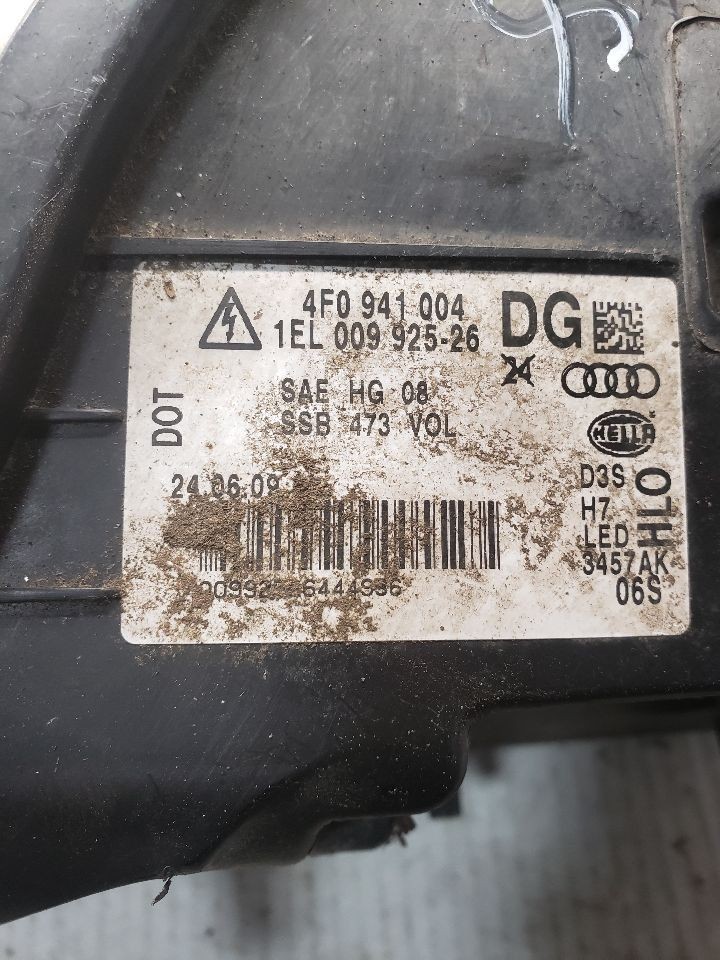 4F0 941 004 DG
1EL 009 925-26
24
SAE HG 08
SSB 473 VOL
DOT
HELLA
24.06.09
D3S
H7
LED
HLO
3457AK
06S
6444936